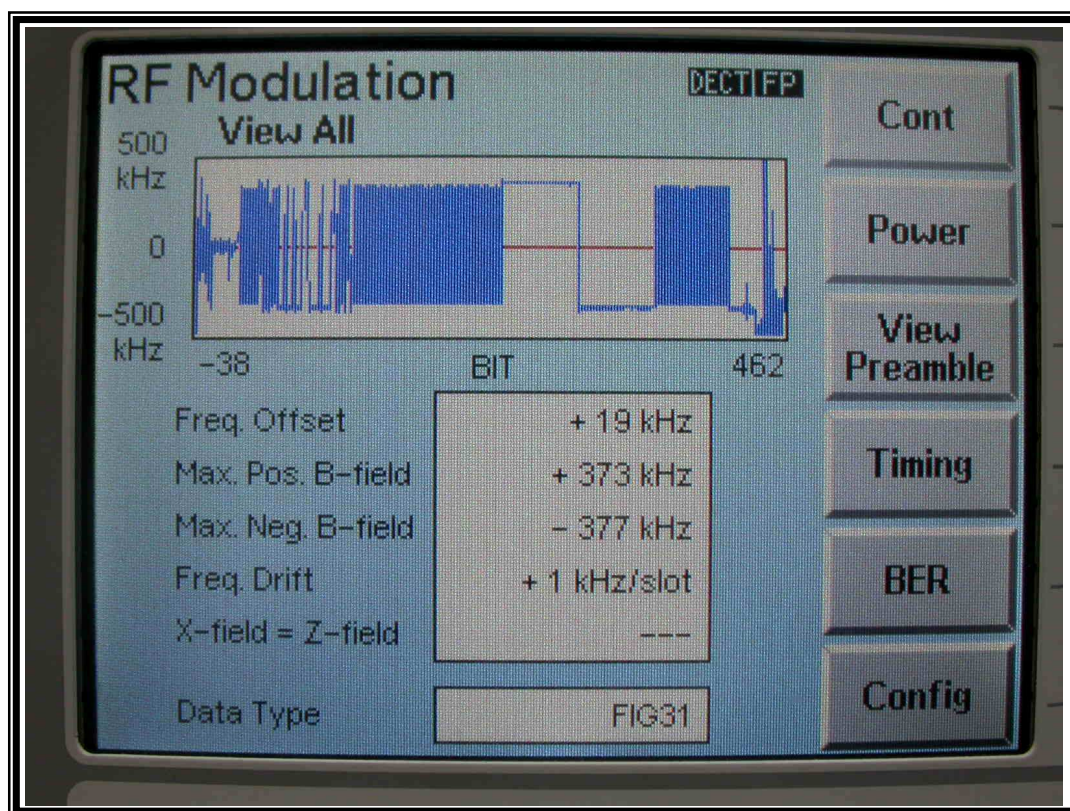 RF Modulation
DECT FP
View All
500
kHz
0
-500
kHz
-38
BIT
462
Freq. Offset
+ 19 kHz
Max. Pos. B-field
+ 373 kHz
Max. Neg. B-field
- 377 kHz
Freq. Drift
+ 1 kHz/slot
X-field = Z-field
---
Data Type
FIG31
Cont
Power
View
Preamble
Timing
BER
Config